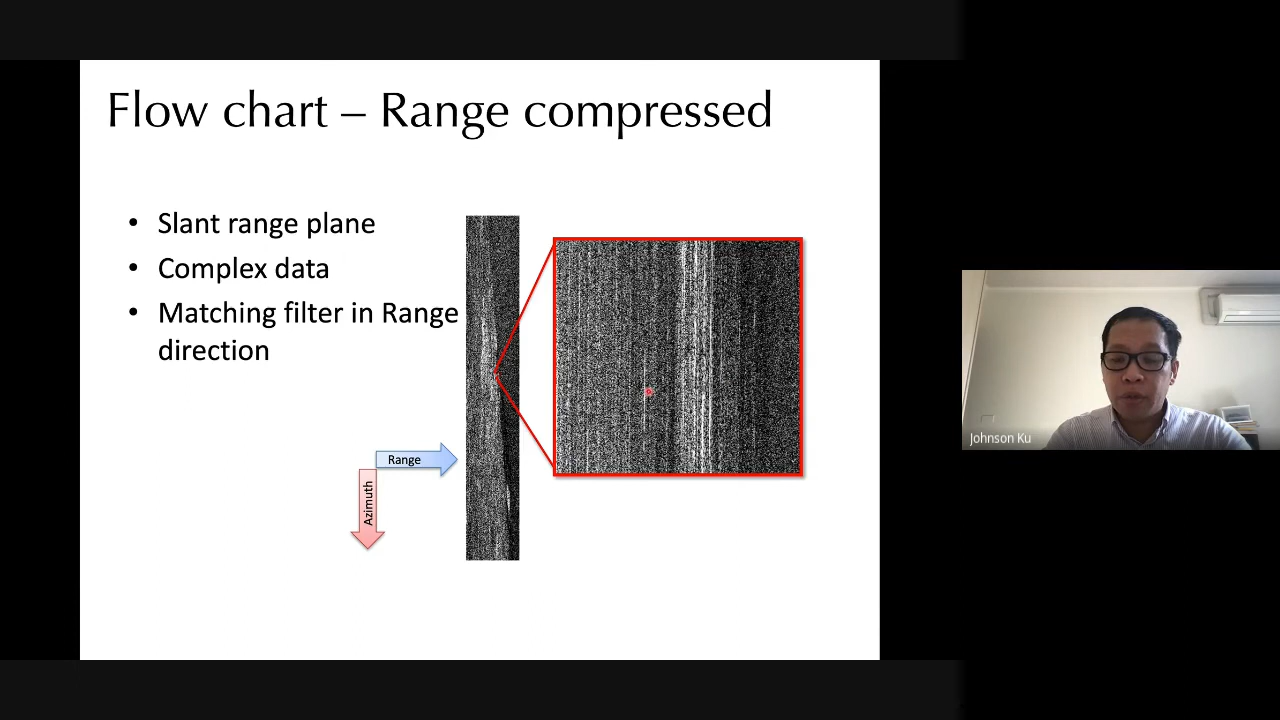 Flow chart – Range compressed
• Slant range plane
• Complex data
• Matching filter in Range
direction
Range
Azimuth
Johnson Ku